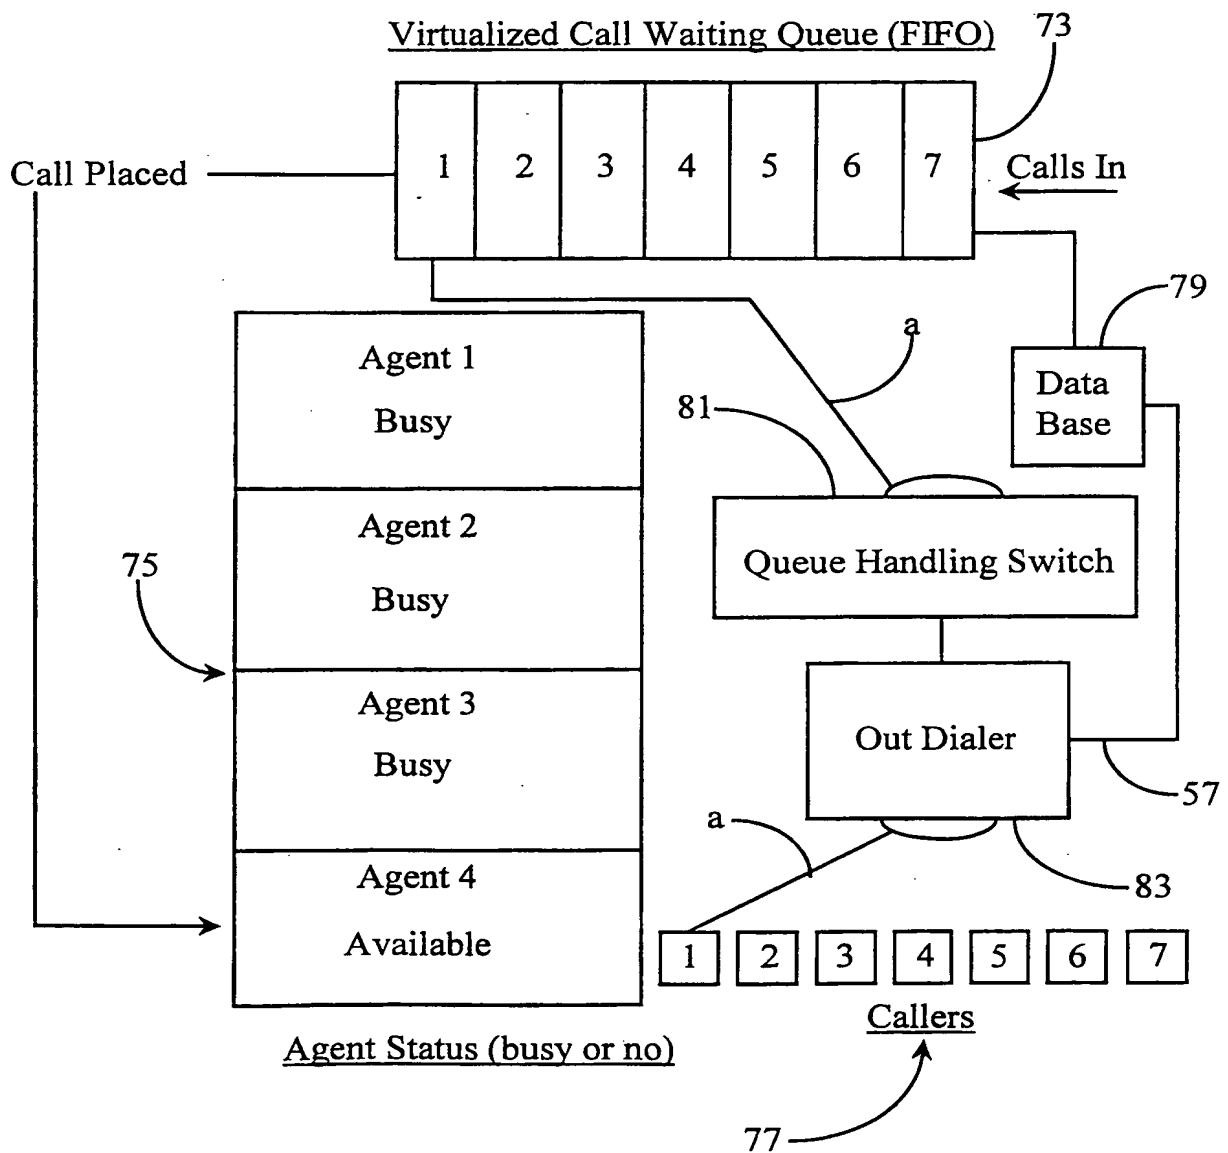 Virtualized Call Waiting Queue (FIFO)
73
Call Placed
1 2 3 4 5 6 7
Calls In
79
a
Data
Base
81
Agent 1
Busy
Agent 2
Busy
75
Queue Handling Switch
Agent 3
Busy
Out Dialer
57
a
83
Agent 4
Available
1 2 3 4 5 6 7
Callers
Agent Status (busy or no)
77